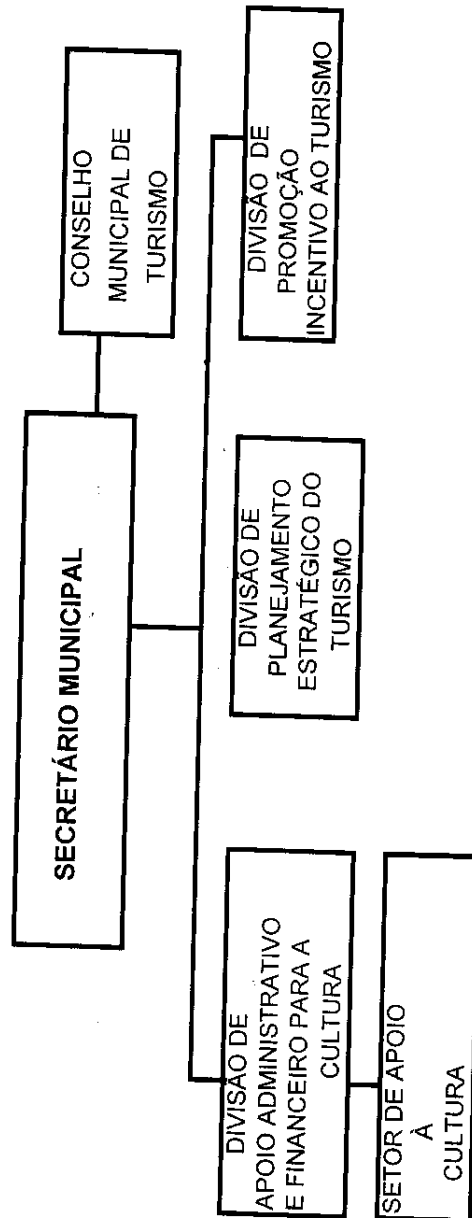 SECRETÁRIO MUNICIPAL
CONSELHO
MUNICIPAL DE
TURISMO
DIVISÃO DE
APOIO ADMINISTRATIVO
E FINANCEIRO PARA A
CULTURA
DIVISÃO DE
PLANEJAMENTO
ESTRATÉGICO DO
TURISMO
DIVISÃO DE
PROMOÇÃO
INCENTIVO AO TURISMO
SETOR DE APOIO
À
CULTURA